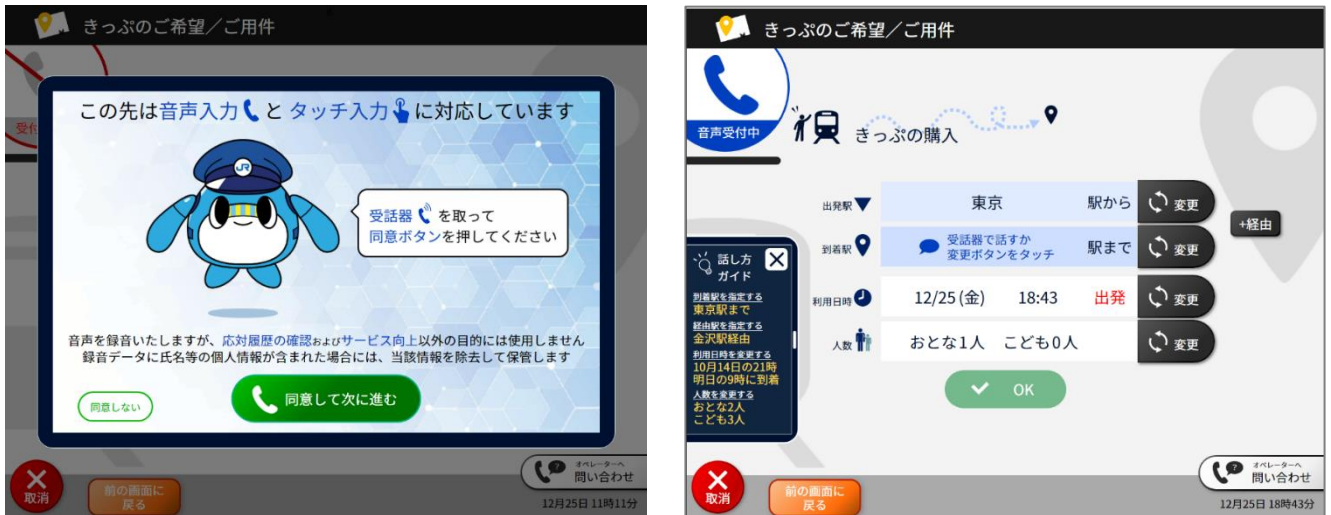 きっぷのご希望／ご用件
受付
この先は音声入力とタッチ入力に対応しています
JR
受話器を取って
同意ボタンを押してください
音声を録音いたしますが、応対履歴の確認およびサービス向上以外の目的には使用しません
録音データに氏名等の個人情報が含まれた場合には、当該情報を除去して保管します
同意しない
同意して次に進む
取消
前の画面に
戻る
オペレーターへ
問い合わせ
12月25日 11時11分
きっぷのご希望／ご用件
音声受付中
きっぷの購入
出発駅
東京
駅から
変更
+経由
到着駅
受話器で話すか
変更ボタンをタッチ
駅まで
変更
利用日時
12/25(金) 18:43 出発
変更
人数
おとな1人 こども0人
変更
OK
話し方
ガイド
到着駅を指定する
東京駅まで
経由駅を指定する
金沢駅経由
利用日時を変更する
10月14日の21時
明日の9時に到着
人数を変更する
おとな2人
こども3人
取消
前の画面に
戻る
オペレーターへ
問い合わせ
12月25日 18時43分